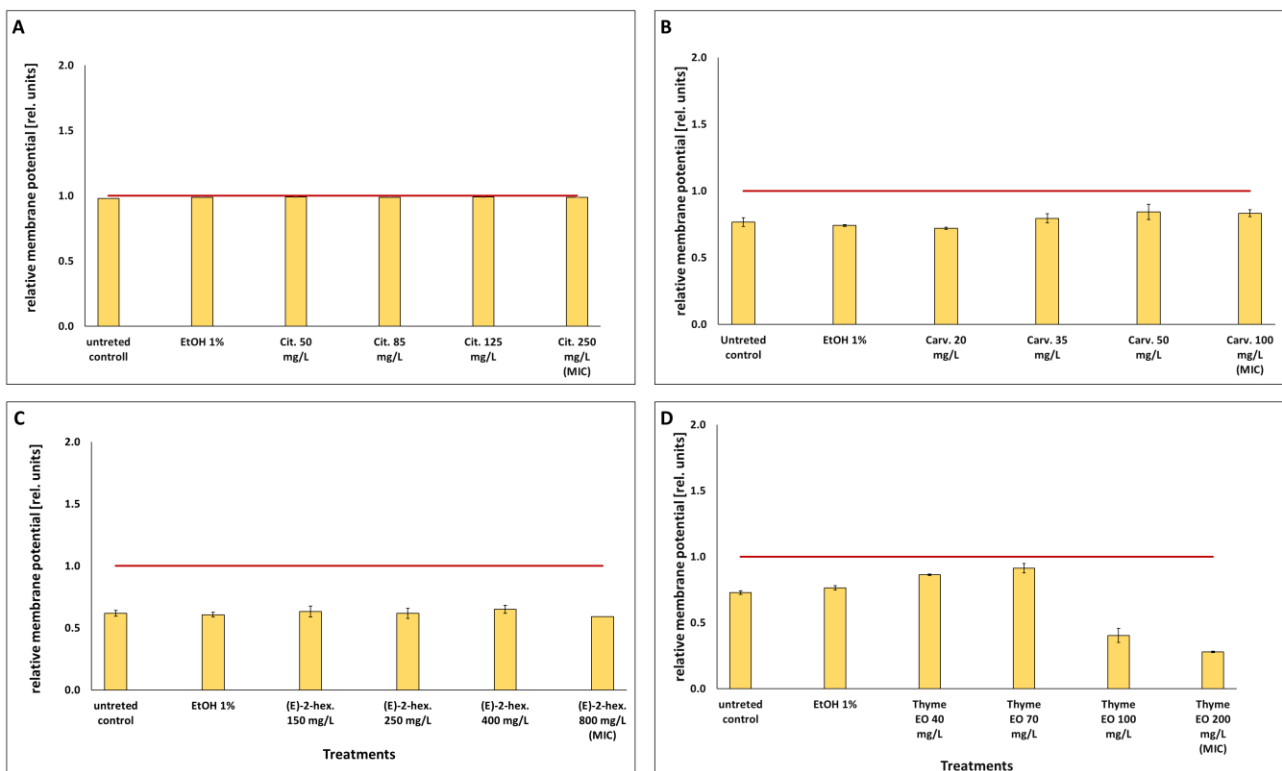 A
relative membrane potential [rel. units]
2.0
1.5
1.0
0.5
0.0
untreted
controll
EtOH 1%
Cit. 50
mg/L
Cit. 85
mg/L
Cit. 125
mg/L
Cit. 250
mg/L
(MIC)
B
relative membrane potential [rel. units]
2.0
1.5
1.0
0.5
0.0
Untreted
control
EtOH 1%
Carv. 20
mg/L
Carv. 35
mg/L
Carv. 50
mg/L
Carv. 100
mg/L
(MIC)
C
relative membrane potential [rel. units]
2.0
1.5
1.0
0.5
0.0
untreted
control
EtOH 1%
(E)-2-hex.
150 mg/L
(E)-2-hex.
250 mg/L
(E)-2-hex.
400 mg/L
(E)-2-hex.
800 mg/L
(MIC)
Treatments
D
relative membrane potential [rel. units]
2.0
1.5
1.0
0.5
0.0
untreted
control
EtOH 1%
Thyme
EO 40
mg/L
Thyme
EO 70
mg/L
Thyme
EO 100
mg/L
Thyme
EO 200
mg/L
(MIC)
Treatments